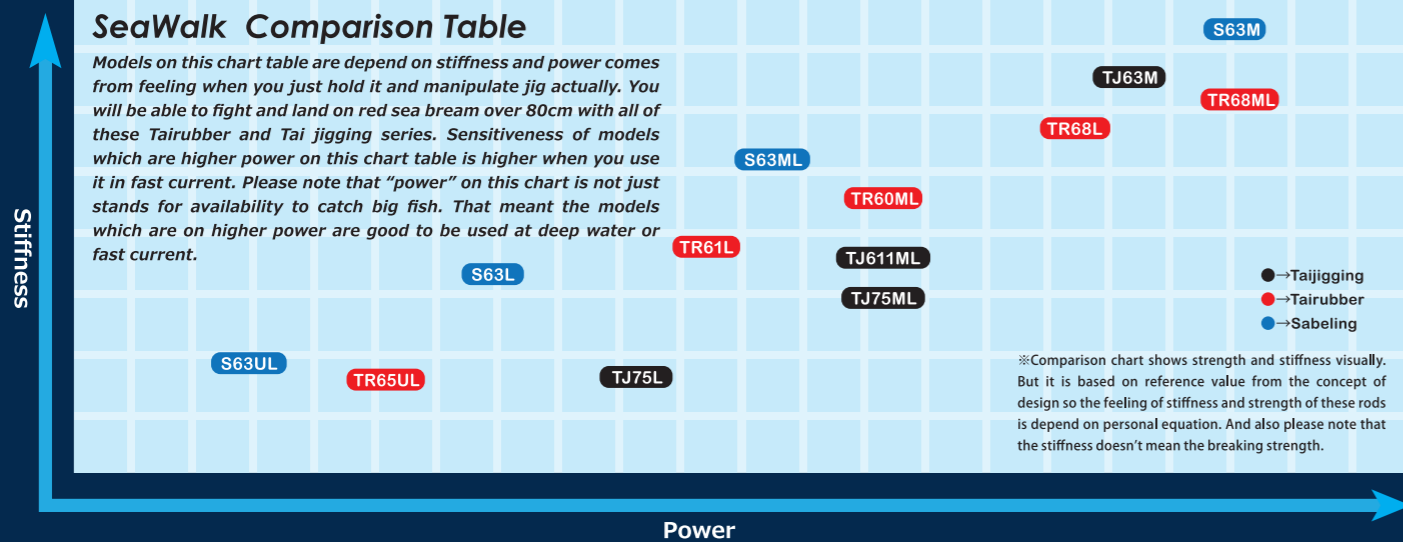 SeaWalk Comparison Table
Models on this chart table are depend on stiffness and power comes
from feeling when you just hold it and manipulate jig actually. You
will be able to fight and land on red sea bream over 80cm with all of
these Tairubber and Tai jigging series. Sensitiveness of models
which are higher power on this chart table is higher when you use
it in fast current. Please note that “power” on this chart is not just
stands for availability to catch big fish. That meant the models
which are on higher power are good to be used at deep water or
fast current.
S63M
TJ63M
TR68ML
TR68L
S63ML
TR60ML
TR61L
TJ611ML
S63L
TJ75ML
S63UL
TR65UL
TJ75L
●→Taijigging
●→Tairubber
●→Sabeling
※Comparison chart shows strength and stiffness visually.
But it is based on reference value from the concept of
design so the feeling of stiffness and strength of these rods
is depend on personal equation. And also please note that
the stiffness doesn’t mean the breaking strength.
Stiffness
Power